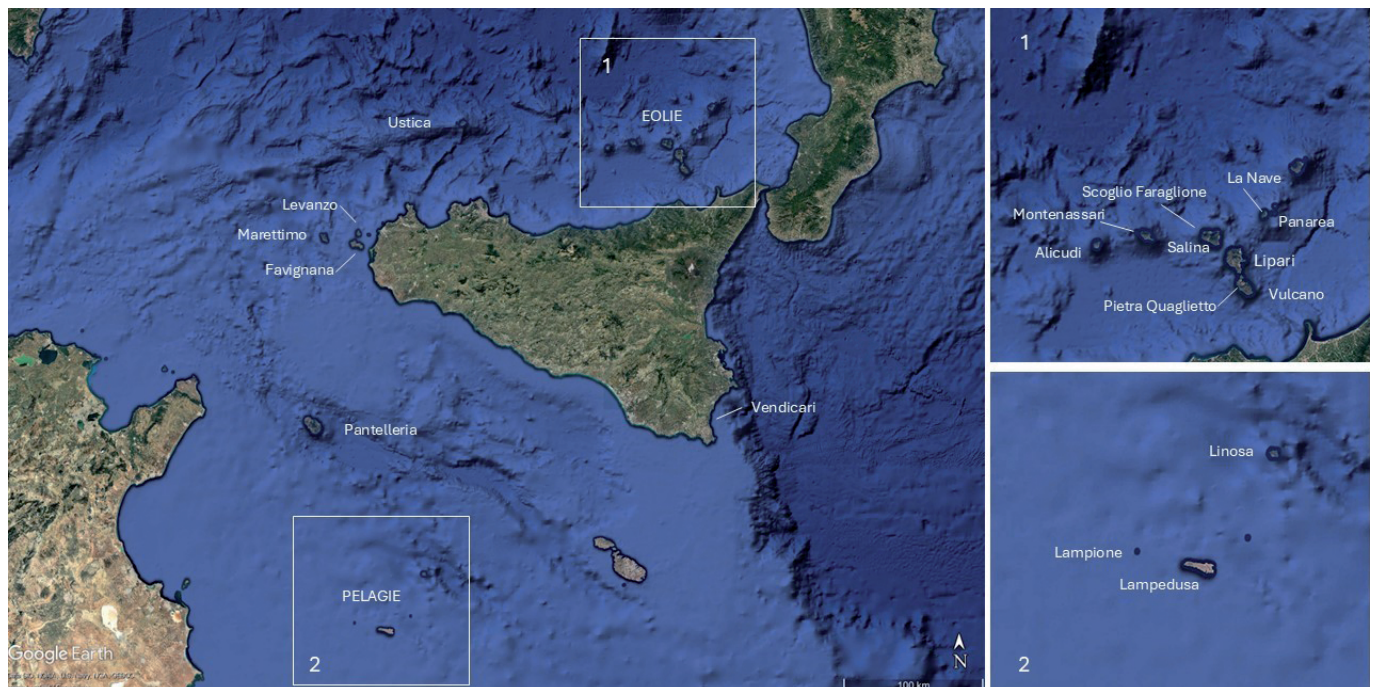 1
EOLIE
Ustica
Levanzo
Marettimo
Favignana
Vendicari
Pantelleria
PELAGIE
2
Google Earth
N
100 km
1
La Nave
Scoglio Faraglione
Montenassari
Panarea
Alicudi
Salina
Lipari
Vulcano
Pietra Quaglietto
Linosa
Lampione
Lampedusa
2